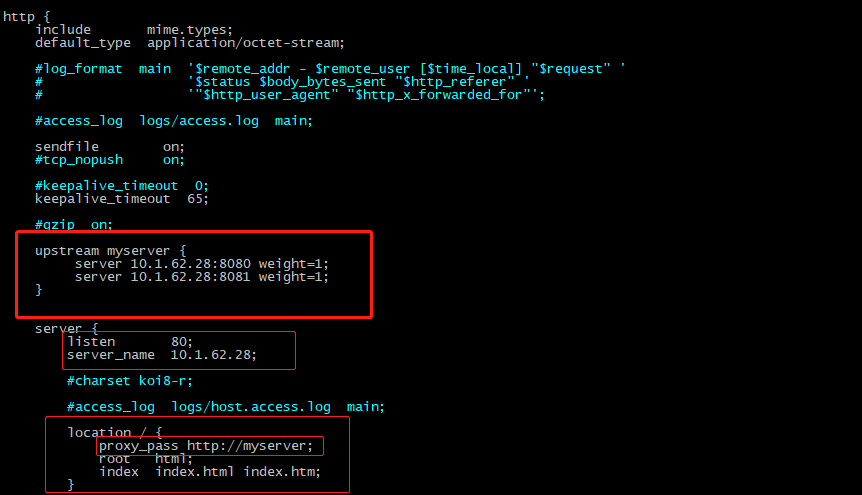 http {
    include       mime.types;
    default_type  application/octet-stream;
    #log_format  main  '$remote_addr - $remote_user [$time_local] "$request" '
    #                  '$status $body_bytes_sent "$http_referer" '
    #                  '"$http_user_agent" "$http_x_forwarded_for"';
    #access_log  logs/access.log  main;
    sendfile        on;
    #tcp_nopush     on;
    #keepalive_timeout  0;
    keepalive_timeout  65;
    #gzip  on;
    upstream myserver {
         server 10.1.62.28:8080 weight=1;
         server 10.1.62.28:8081 weight=1;
    }
    server {
        listen       80;
        server_name  10.1.62.28;
        #charset koi8-r;
        #access_log  logs/host.access.log  main;
        location / {
            proxy_pass http://myserver;
            root   html;
            index  index.html index.htm;
        }